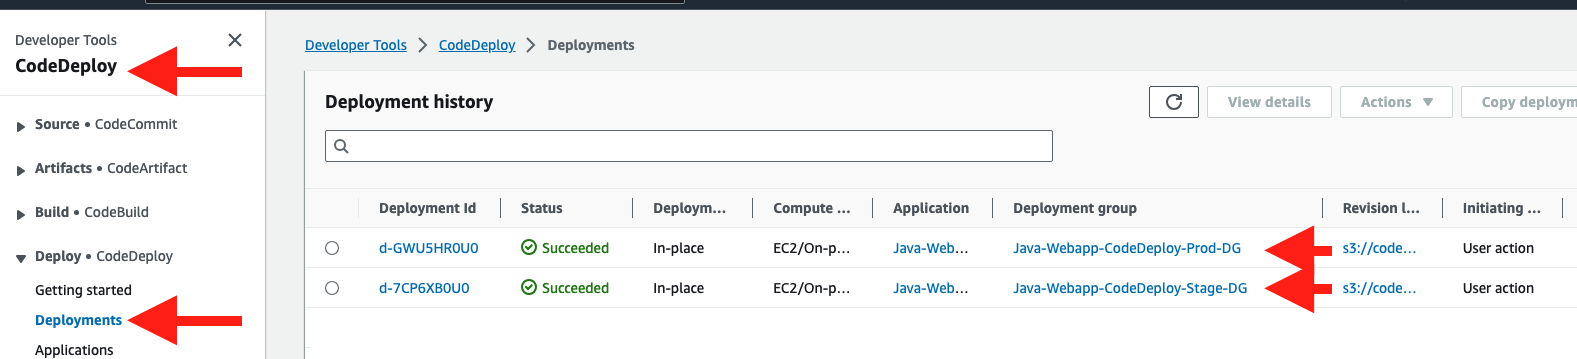 Developer Tools
CodeDeploy
Source • CodeCommit
Artifacts • CodeArtifact
Build • CodeBuild
Deploy • CodeDeploy
Getting started
Deployments
Applications
Developer Tools > CodeDeploy > Deployments
Deployment history
View details Actions Copy deploym
Deployment Id Status Deploym... Compute ... Application Deployment group Revision l... Initiating ...
d-GWU5HR0U0 Succeeded In-place EC2/On-p... Java-Web... Java-Webapp-CodeDeploy-Prod-DG s3://code... User action
d-7CP6XB0U0 Succeeded In-place EC2/On-p... Java-Web... Java-Webapp-CodeDeploy-Stage-DG s3://code... User action